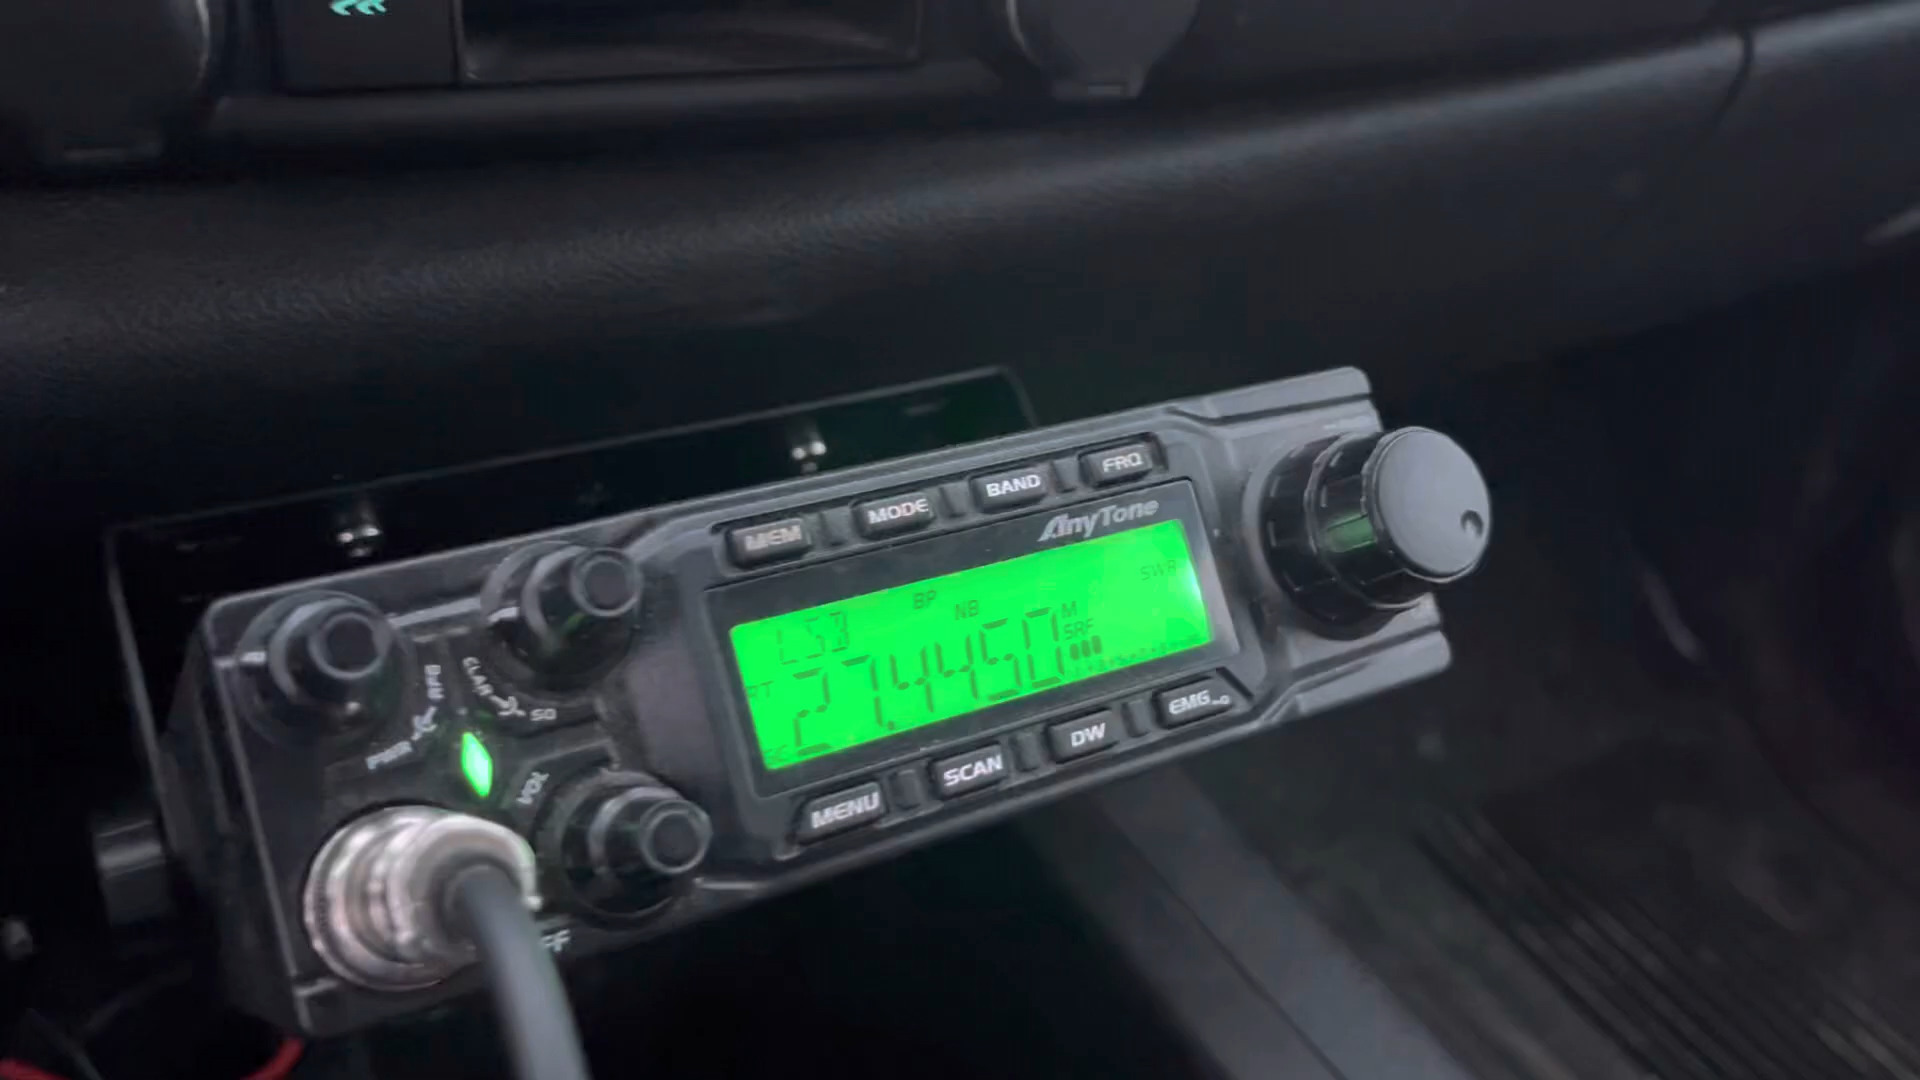 MEM MODE BAND FRQ
AnyTone
BP NB M SWR
LSB
SRF
27.4450
RFG CLAR
PWR SQ
VOL
MENU SCAN DW EMG
FF